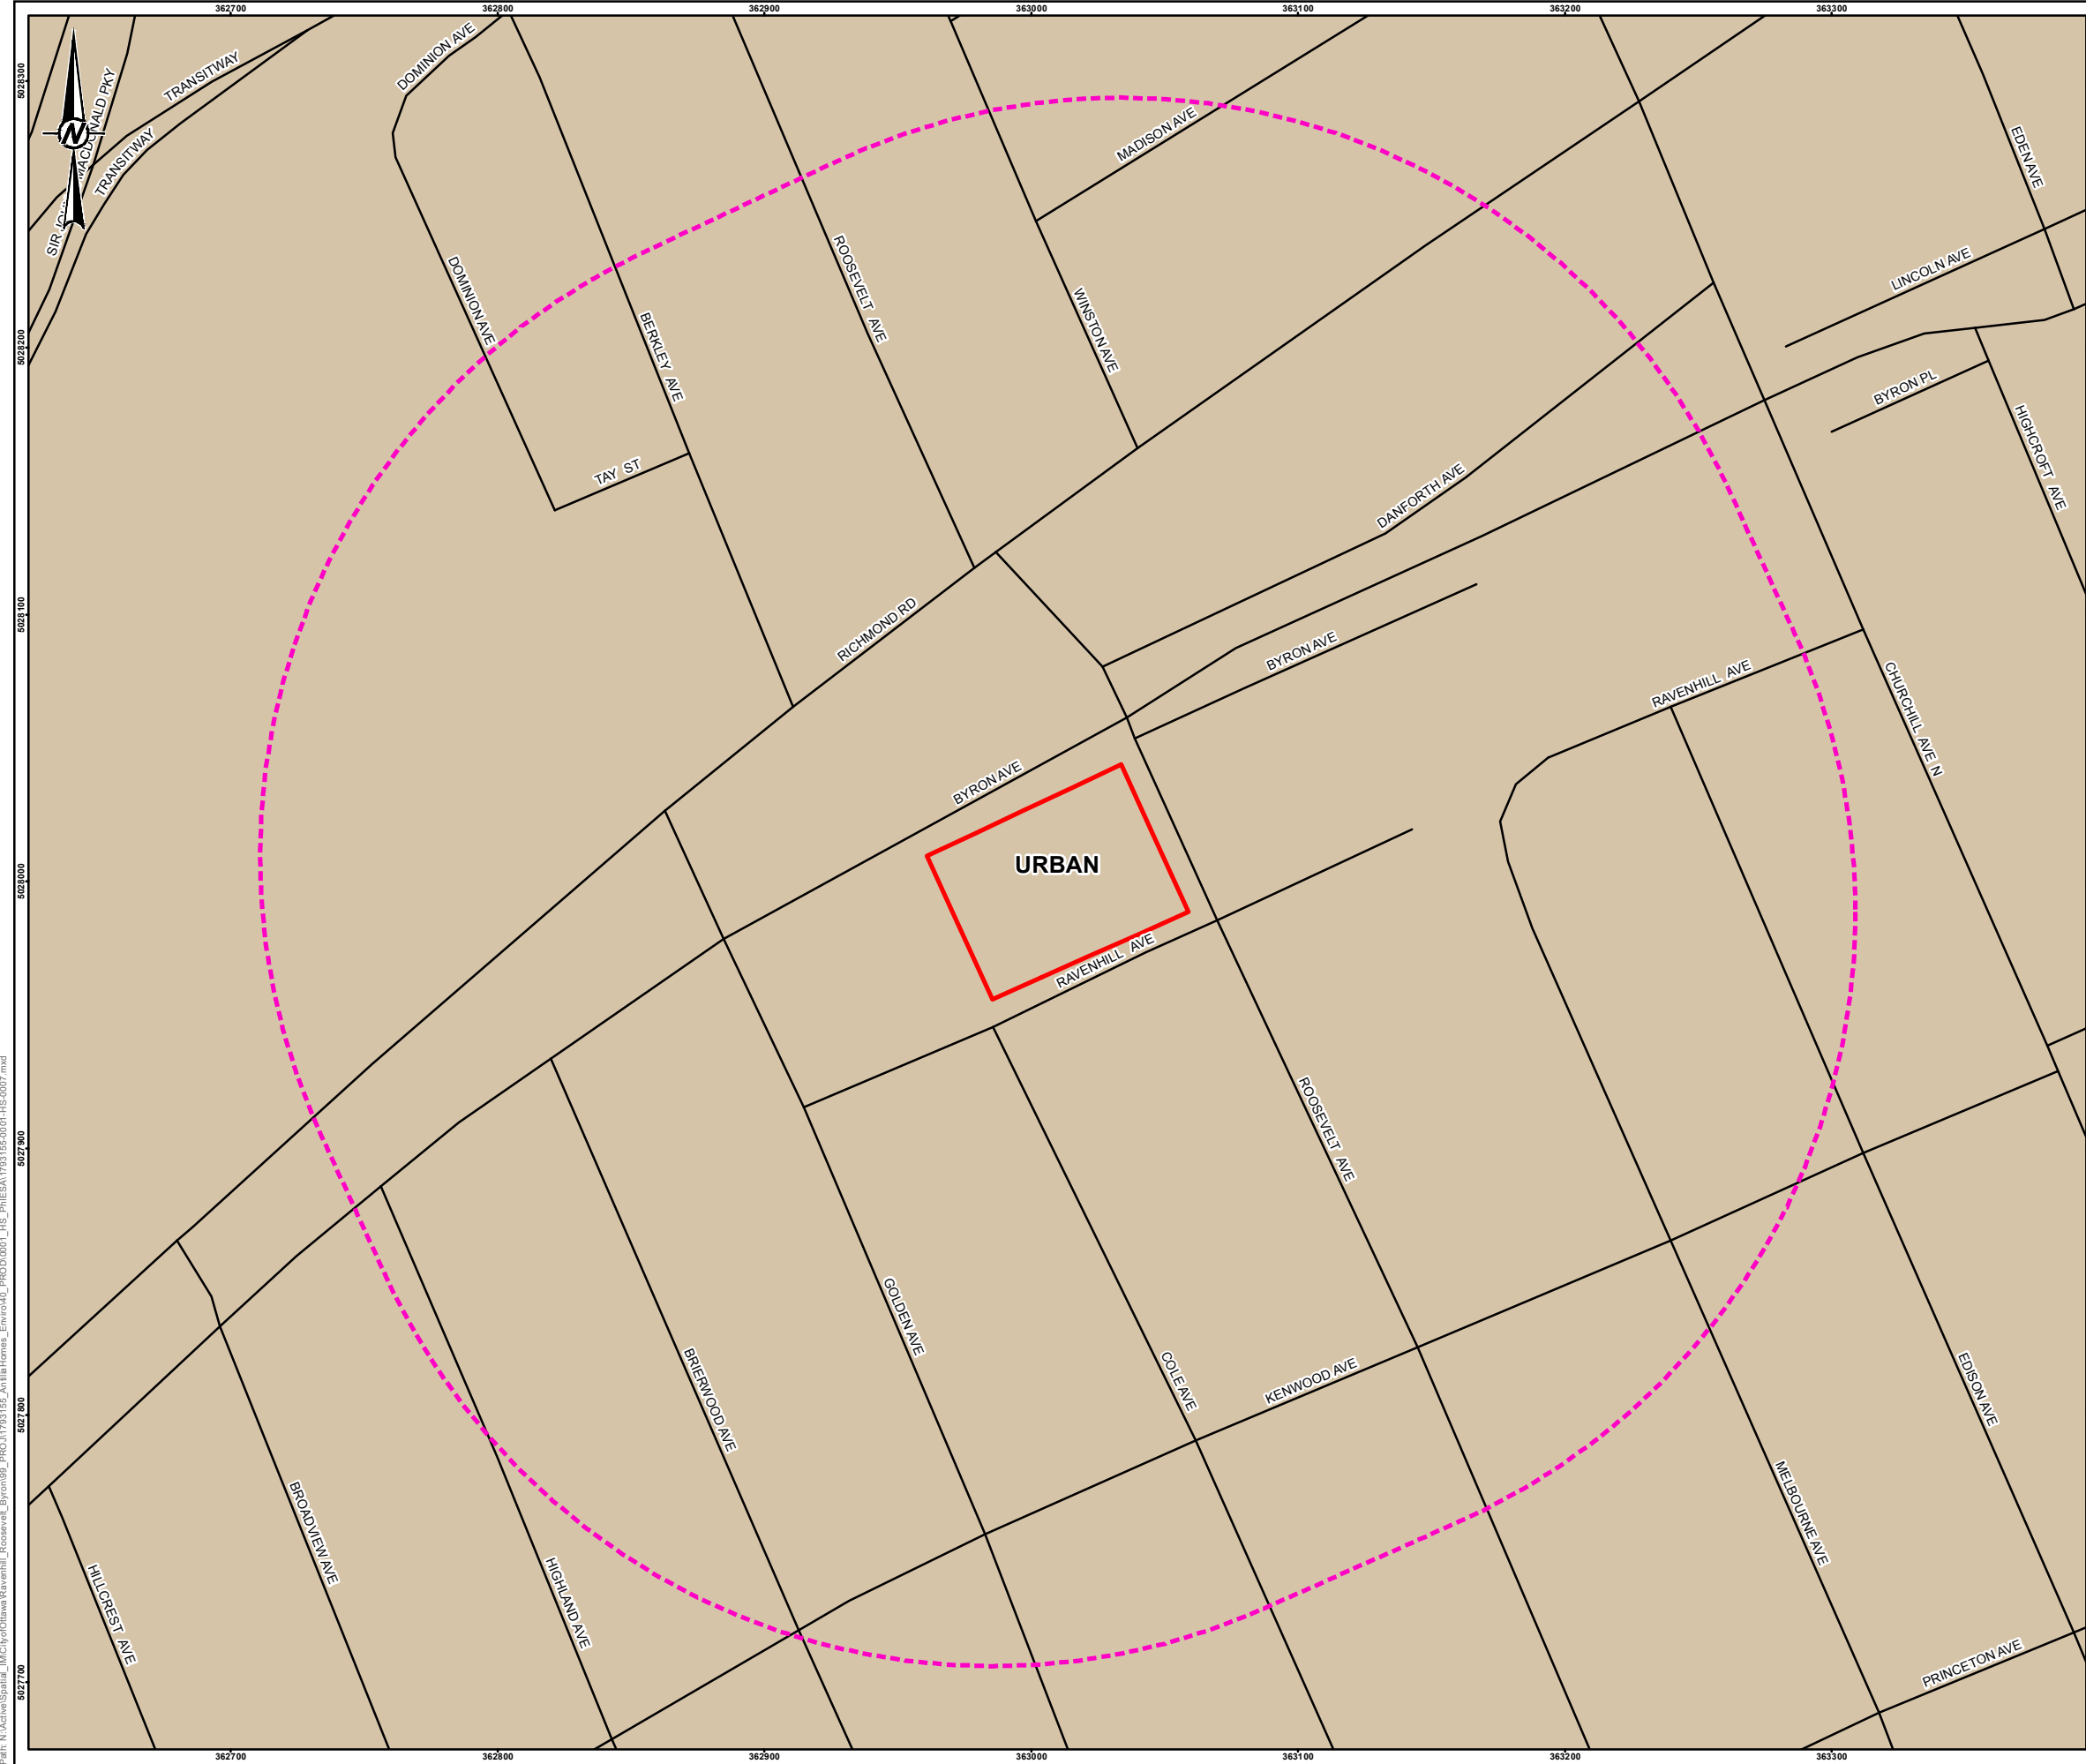 362700
362800
362900
363000
363100
363200
363300
5028300
5028200
5028100
5028000
5027900
5027800
5027700
N
TRANSITWAY
TRANSITWAY
MACDONALD PKY
DOMINION AVE
DOMINION AVE
BERKLEY AVE
TAY ST
ROOSEVELT AVE
WINSTON AVE
MADISON AVE
EDEN AVE
LINCOLN AVE
BYRON PL
HIGHCROFT AVE
DANFORTH AVE
RICHMOND RD
BYRON AVE
RAVENHILL AVE
CHURCHILL AVE N
BYRON AVE
URBAN
RAVENHILL AVE
ROOSEVELT AVE
GOLDEN AVE
COLE AVE
KENWOOD AVE
BRIERWOOD AVE
EDISON AVE
MELBOURNE AVE
BROADVIEW AVE
HIGHLAND AVE
HILLCREST AVE
PRINCETON AVE
362700
362800
362900
363000
363100
363200
363300